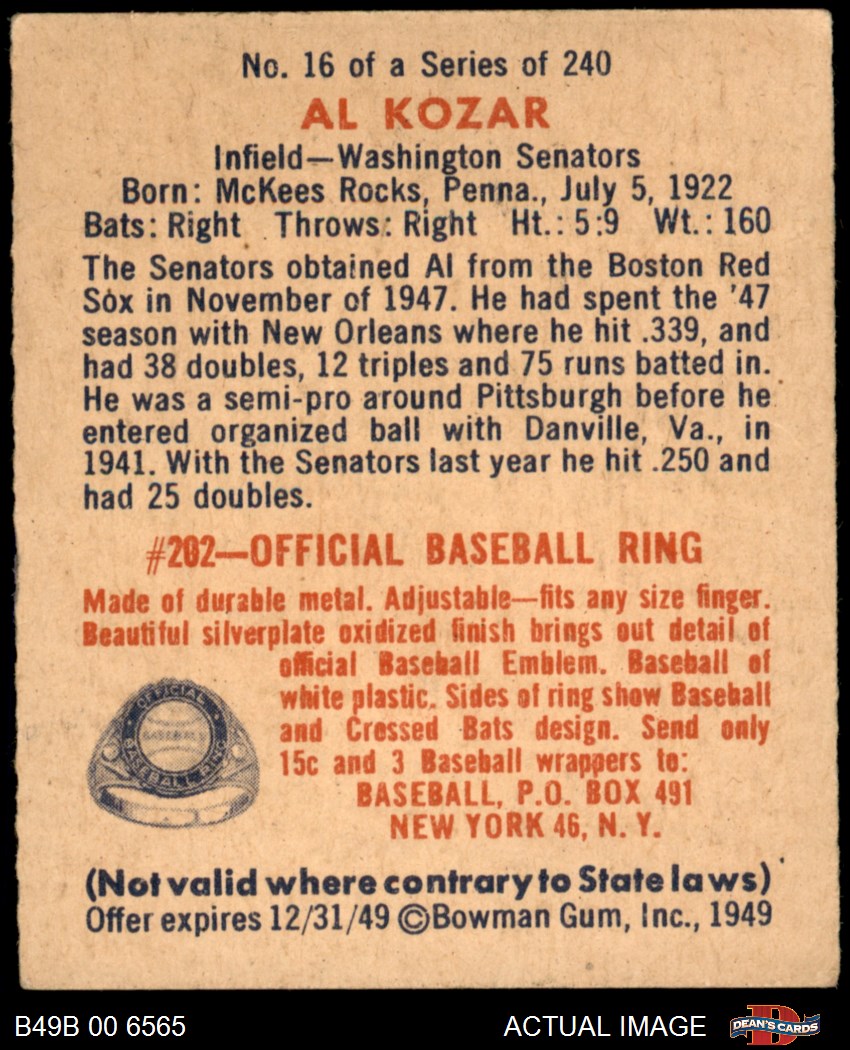 No. 16 of a Series of 240
AL KOZAR
Infield—Washington Senators
Born: McKees Rocks, Penna., July 5, 1922
Bats: Right Throws: Right Ht.: 5:9 Wt.: 160
The Senators obtained Al from the Boston Red
Sox in November of 1947. He had spent the '47
season with New Orleans where he hit .339, and
had 38 doubles, 12 triples and 75 runs batted in.
He was a semi-pro around Pittsburgh before he
entered organized ball with Danville, Va., in
1941. With the Senators last year he hit .250 and
had 25 doubles.
#202—OFFICIAL BASEBALL RING
Made of durable metal. Adjustable—fits any size finger.
Beautiful silverplate oxidized finish brings out detail of
official Baseball Emblem. Baseball of
white plastic. Sides of ring show Baseball
and Crossed Bats design. Send only
15c and 3 Baseball wrappers to:
BASEBALL, P.O. BOX 491
NEW YORK 46, N. Y.
OFFICIAL
BASEBALL
BASEBALL RING
(Not valid where contrary to State laws)
Offer expires 12/31/49 ©Bowman Gum, Inc., 1949
B49B 00 6565
ACTUAL IMAGE
D
DEAN'S CARDS